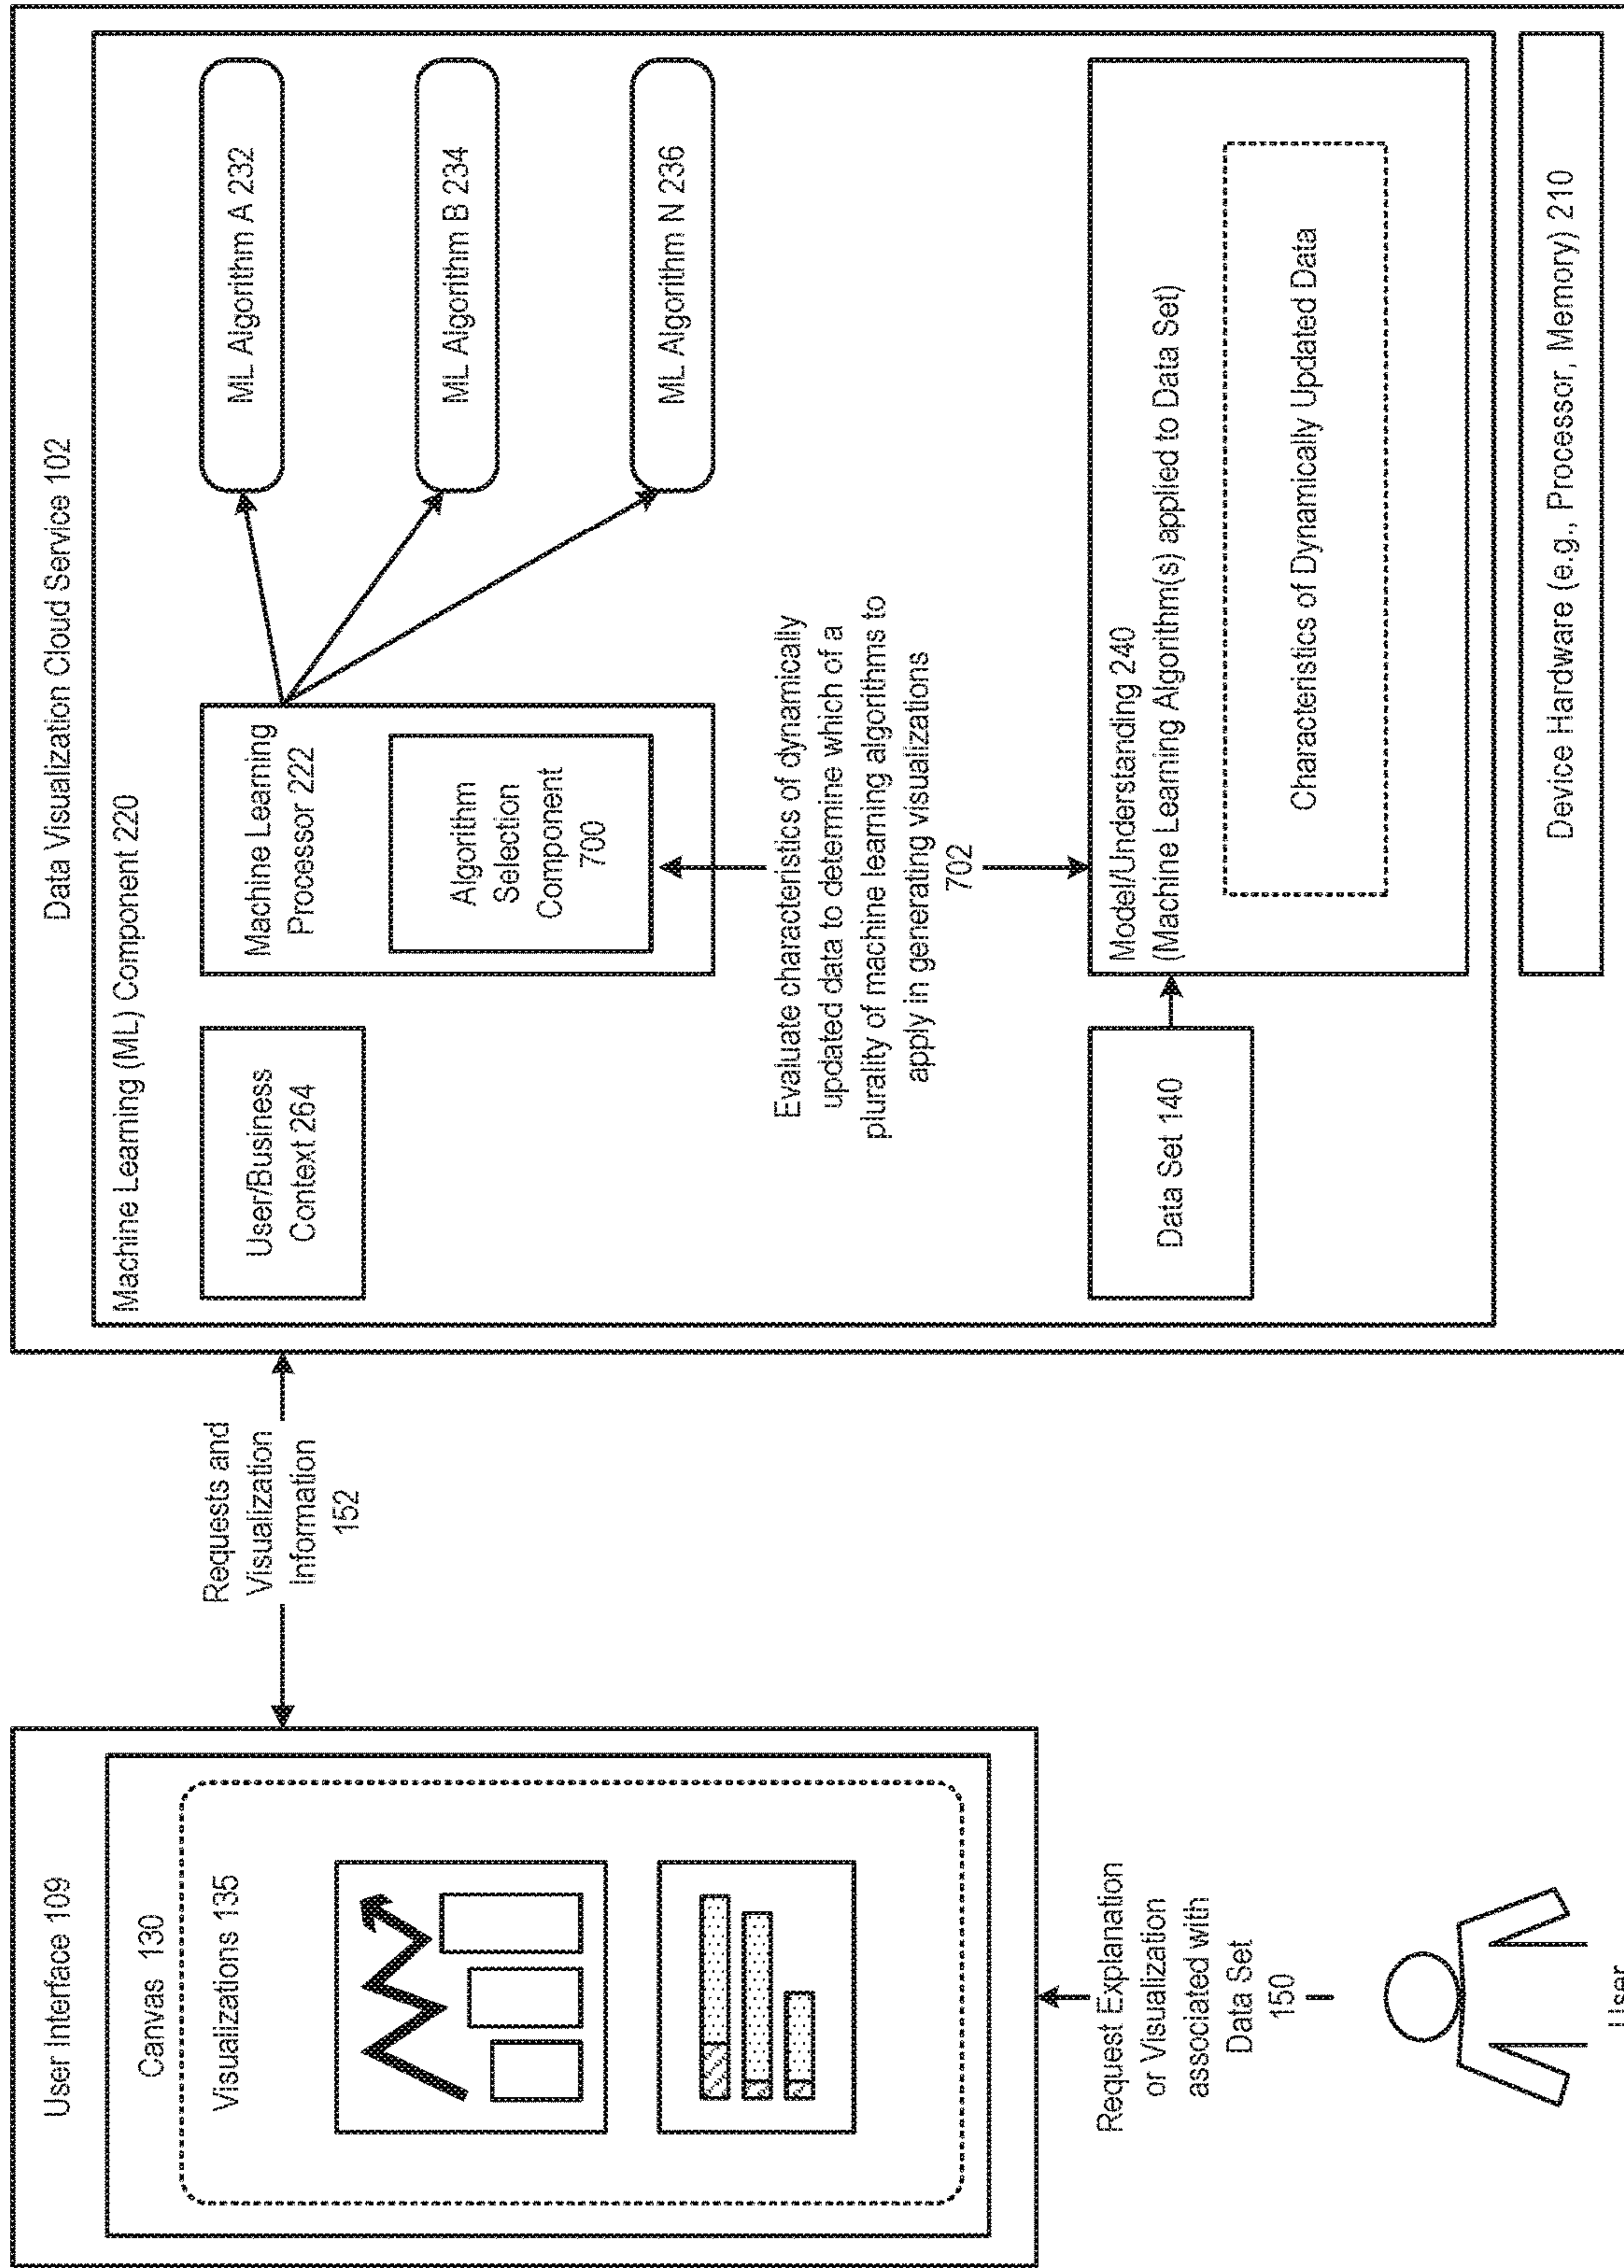 User Interface 109
Canvas 130
Visualizations 135
Request Explanation
or Visualization
associated with
Data Set
150
User
Requests and
Visualization
Information
152
Data Visualization Cloud Service 102
Machine Learning (ML) Component 220
User/Business
Context 264
Machine Learning
Processor 222
Algorithm
Selection
Component
700
ML Algorithm A 232
ML Algorithm B 234
ML Algorithm N 236
Evaluate characteristics of dynamically
updated data to determine which of a
plurality of machine learning algorithms to
apply in generating visualizations
702
Data Set 140
Model/Understanding 240
(Machine Learning Algorithm(s) applied to Data Set)
Characteristics of Dynamically Updated Data
Device Hardware (e.g., Processor, Memory) 210